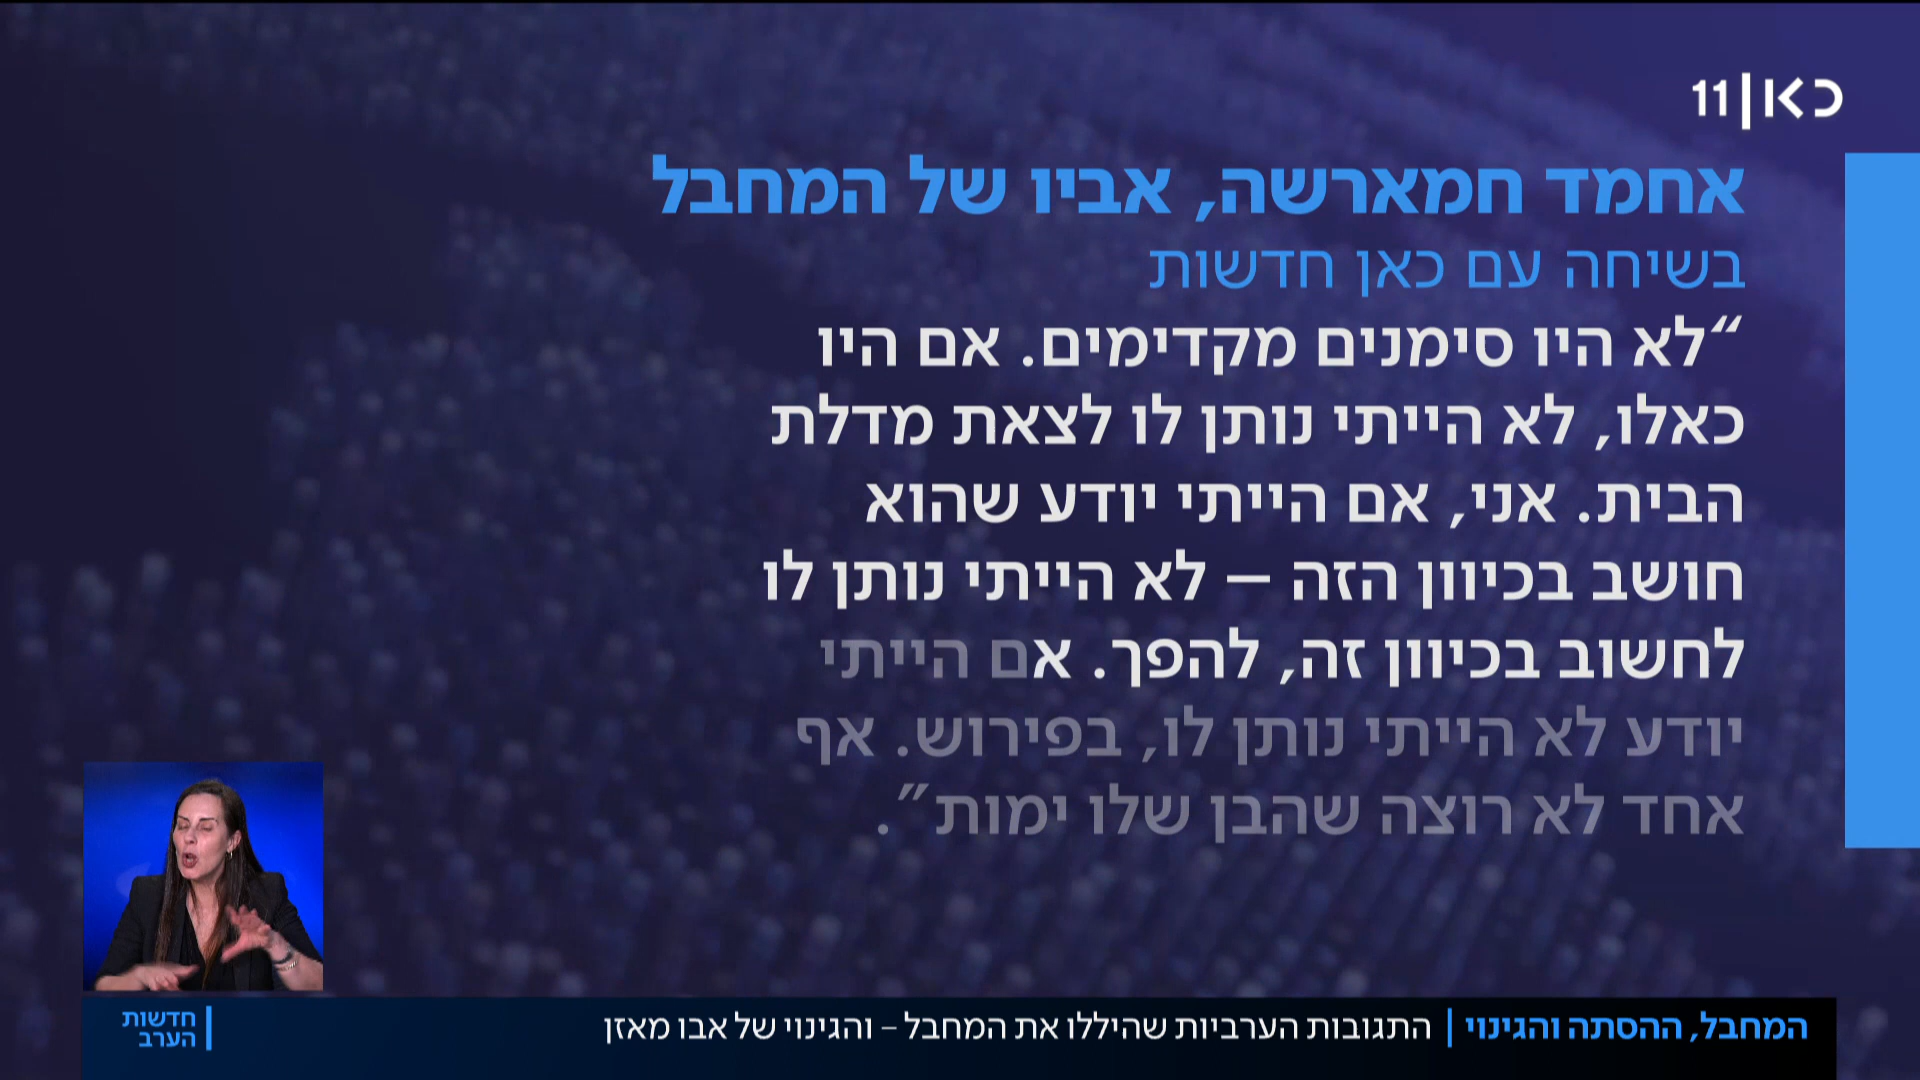 כאן|11
אחמד חמארשה, אביו של המחבל
בשיחה עם כאן חדשות
“לא היו סימנים מקדימים. אם היו
כאלו, לא הייתי נותן לו לצאת מדלת
הבית. אני, אם הייתי יודע שהוא
חושב בכיוון הזה – לא הייתי נותן לו
לחשוב בכיוון זה, להפך. אם הייתי
יודע לא הייתי נותן לו, בפירוש. אף
אחד לא רוצה שהבן שלו ימות”.
המחבל, ההסתה והגינוי | התגובות הערביות שהיללו את המחבל – והגינוי של אבו מאזן
חדשות
הערב